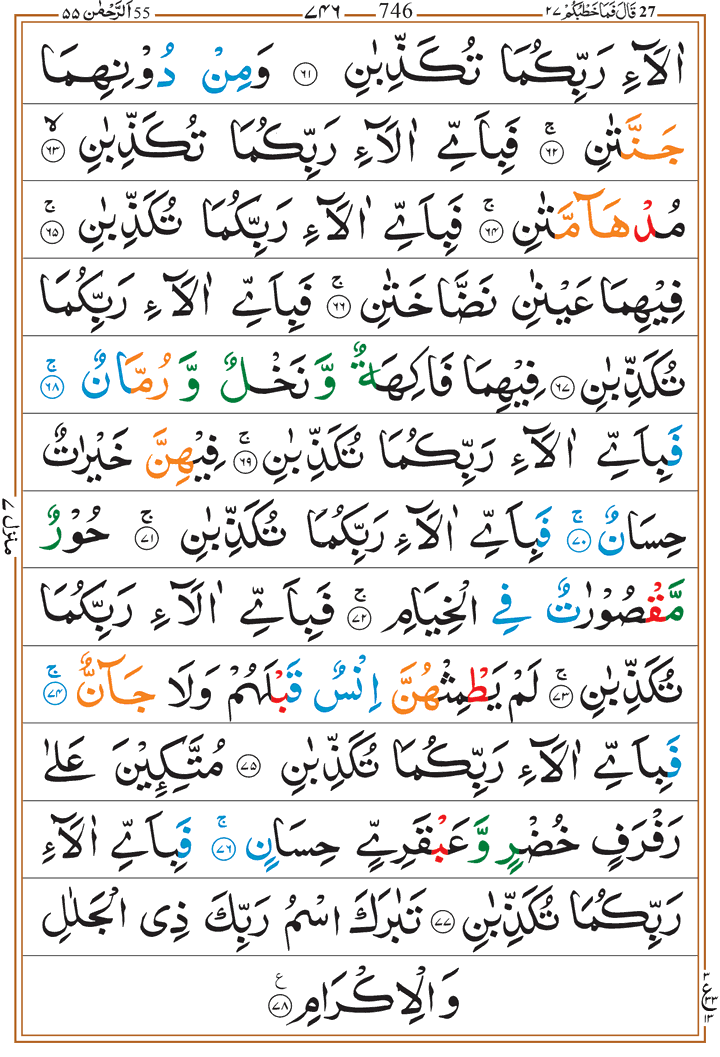 27 قَالَ فَمَا خَطْبُكُمْ ٢٧ 746 ٧٤٦ 55 اَلرَّحْمٰن ٥٥
اٰلَآءِ رَبِّكُمَا تُكَذِّبٰنِ ٦١ وَمِنْ دُوْنِهِمَا
جَنَّتٰنِ ۚ ٦٢ فَبِاَيِّ اٰلَآءِ رَبِّكُمَا تُكَذِّبٰنِ ۙ ٦٣
مُدْهَآمَّتٰنِ ۚ ٦٤ فَبِاَيِّ اٰلَآءِ رَبِّكُمَا تُكَذِّبٰنِ ۚ ٦٥
فِيْهِمَا عَيْنٰنِ نَضَّاخَتٰنِ ۚ ٦٦ فَبِاَيِّ اٰلَآءِ رَبِّكُمَا
تُكَذِّبٰنِ ٦٧ فِيْهِمَا فَاكِهَةٌ وَّنَخْلٌ وَّرُمَّانٌ ۚ ٦٨
فَبِاَيِّ اٰلَآءِ رَبِّكُمَا تُكَذِّبٰنِ ۚ ٦٩ فِيْهِنَّ خَيْرٰتٌ
حِسَانٌ ۚ ٧٠ فَبِاَيِّ اٰلَآءِ رَبِّكُمَا تُكَذِّبٰنِ ۚ ٧١ حُوْرٌ
مَّقْصُوْرٰتٌ فِي الْخِيَامِ ۚ ٧٢ فَبِاَيِّ اٰلَآءِ رَبِّكُمَا
تُكَذِّبٰنِ ۚ ٧٣ لَمْ يَطْمِثْهُنَّ اِنْسٌ قَبْلَهُمْ وَلَا جَآنٌّ ۚ ٧٤
فَبِاَيِّ اٰلَآءِ رَبِّكُمَا تُكَذِّبٰنِ ٧٥ مُتَّكِـِٕيْنَ عَلٰى
رَفْرَفٍ خُضْرٍ وَّعَبْقَرِيٍّ حِسَانٍ ۚ ٧٦ فَبِاَيِّ اٰلَآءِ
رَبِّكُمَا تُكَذِّبٰنِ ٧٧ تَبٰرَكَ اسْمُ رَبِّكَ ذِي الْجَلٰلِ
وَالْاِكْرَامِ ٧٨ ع
منزل ٧